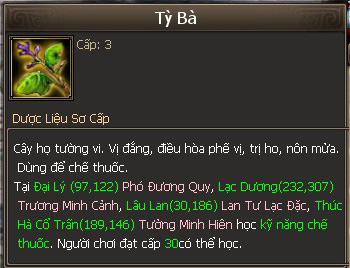 Tỳ Bà
Cấp: 3
Dược Liệu Sơ Cấp
Cây họ tường vi. Vị đắng, điều hòa phế vị, trị ho, nôn mửa.
Dùng để chế thuốc.
Tại Đại Lý (97,122) Phó Đương Quy, Lạc Dương(232,307)
Trương Minh Cảnh, Lâu Lan(30,186) Lan Tư Lạc Đặc, Thúc
Hà Cổ Trấn(189,146) Tường Minh Hiên học kỹ năng chế
thuốc. Người chơi đạt cấp 30có thể học.